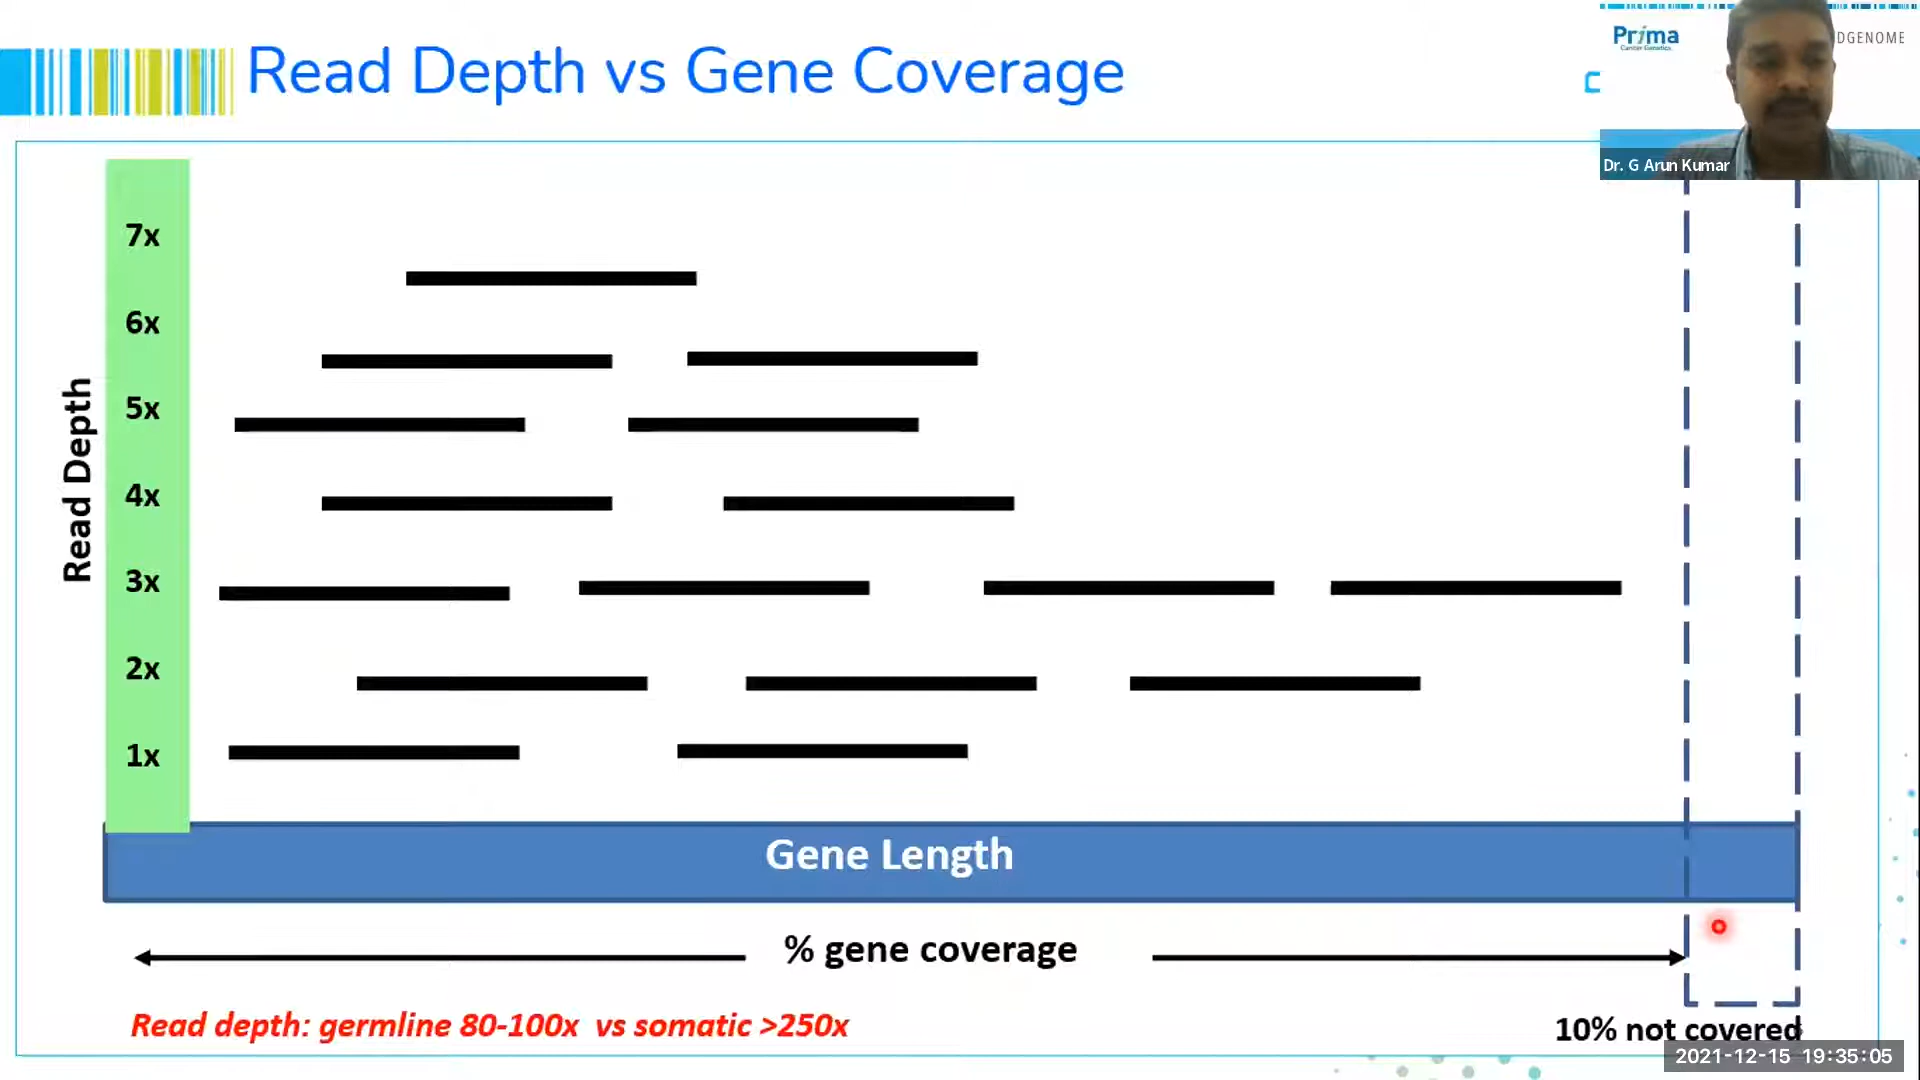 Read Depth vs Gene Coverage
Prima
Cancer Genetics
DGENOME
Dr. G Arun Kumar
7x
6x
5x
4x
3x
2x
1x
Read Depth
Gene Length
% gene coverage
Read depth: germline 80-100x vs somatic >250x
10% not covered
2021-12-15 19:35:05